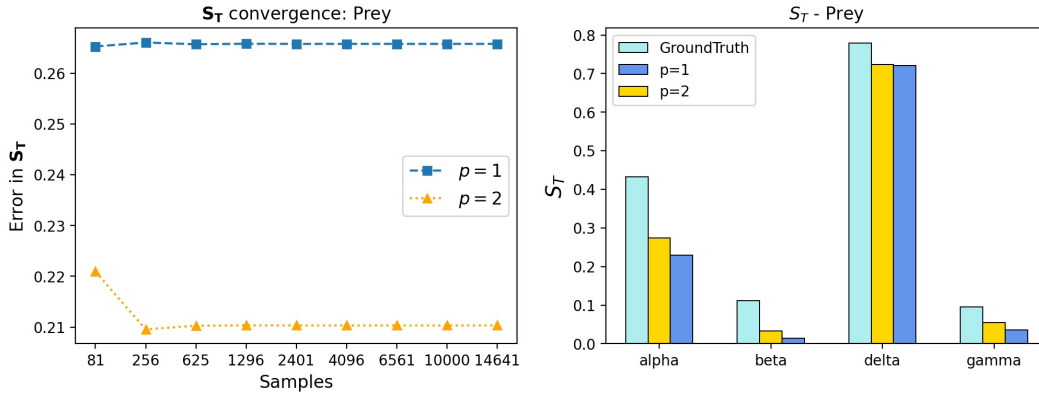 S_T convergence: Prey
Error in S_T
0.26
0.25
0.24
0.23
0.22
0.21
p = 1
p = 2
81 256 625 1296 2401 4096 6561 10000 14641
Samples
S_T - Prey
S_T
0.8
0.7
0.6
0.5
0.4
0.3
0.2
0.1
0.0
GroundTruth
p=1
p=2
alpha beta delta gamma